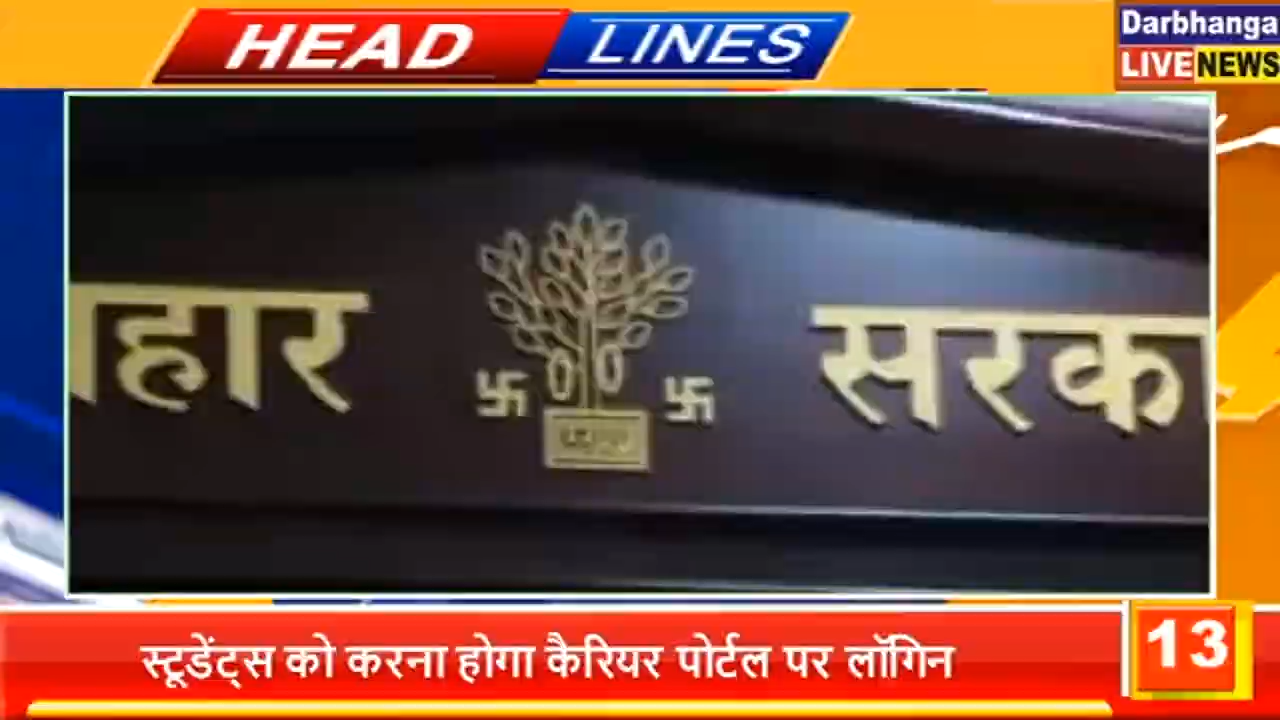 HEAD LINES
Darbhanga
LIVE NEWS
हार सरका
स्टूडेंट्स को करना होगा कैरियर पोर्टल पर लॉगिन
13